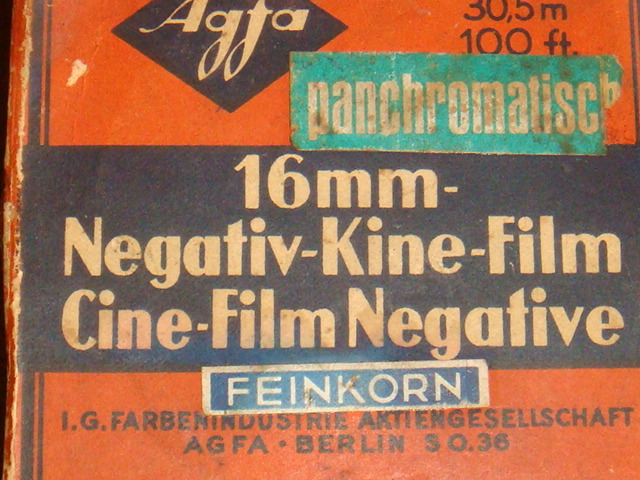 Agfa
30,5 m
100 ft.
panchromatisch
16mm-
Negativ-Kine-Film
Cine-Film Negative
FEINKORN
I.G. FARBENINDUSTRIE AKTIENGESELLSCHAFT
AGFA · BERLIN SO.36